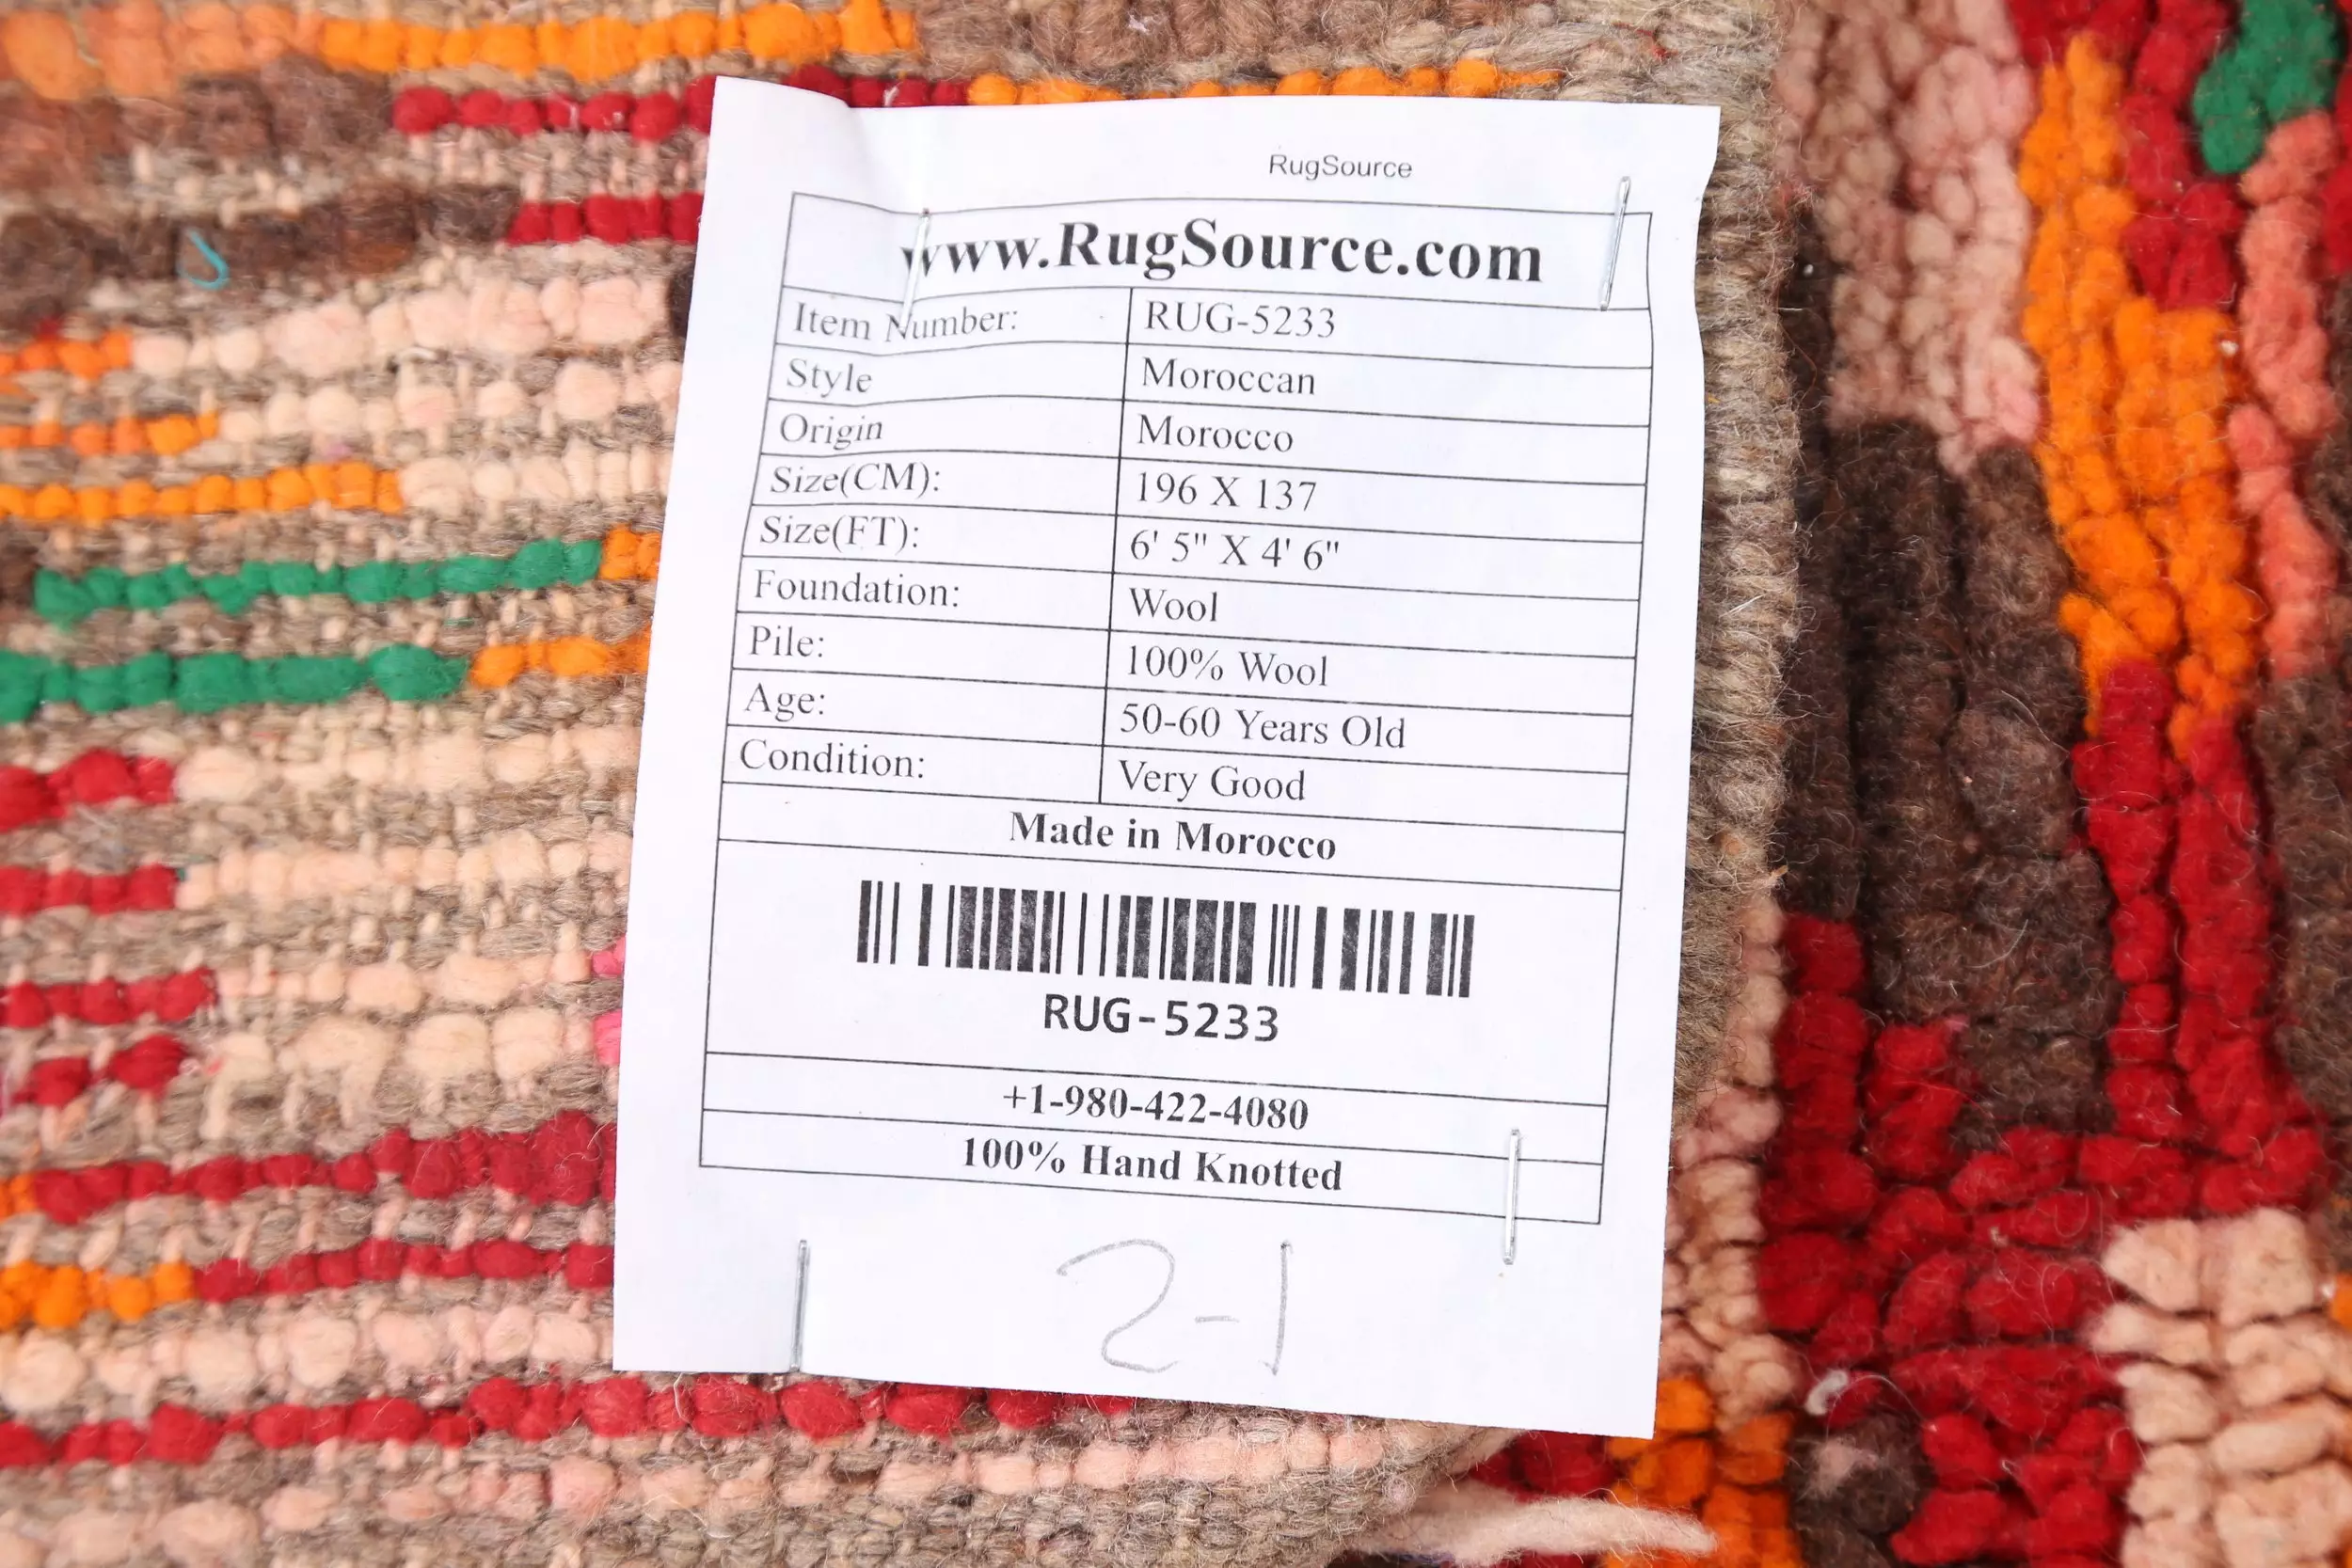 RugSource
www.RugSource.com
Item Number: RUG-5233
Style Moroccan
Origin Morocco
Size(CM): 196 X 137
Size(FT): 6' 5" X 4' 6"
Foundation: Wool
Pile: 100% Wool
Age: 50-60 Years Old
Condition: Very Good
Made in Morocco
RUG-5233
+1-980-422-4080
100% Hand Knotted
2-1